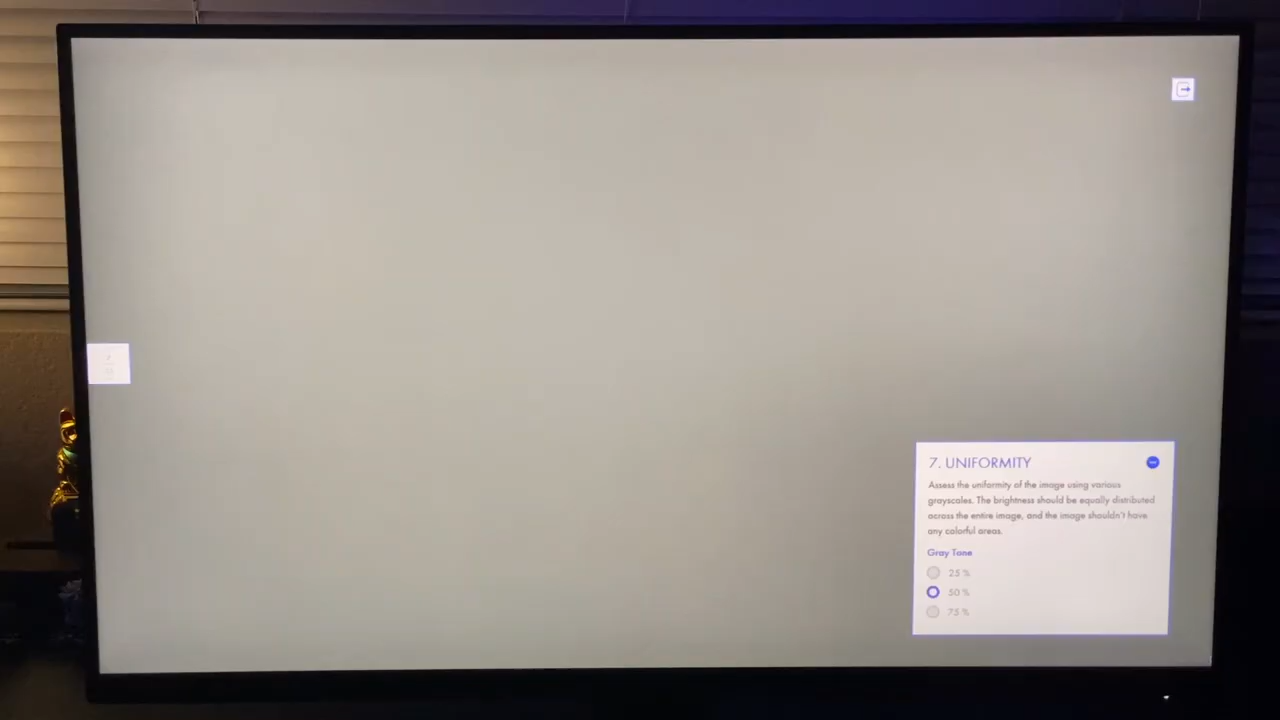 7. UNIFORMITY
Assess the uniformity of the image using various
grayscales. The brightness should be equally distributed
across the entire image, and the image shouldn't have
any colorful areas.
Gray Tone
25 %
50 %
75 %